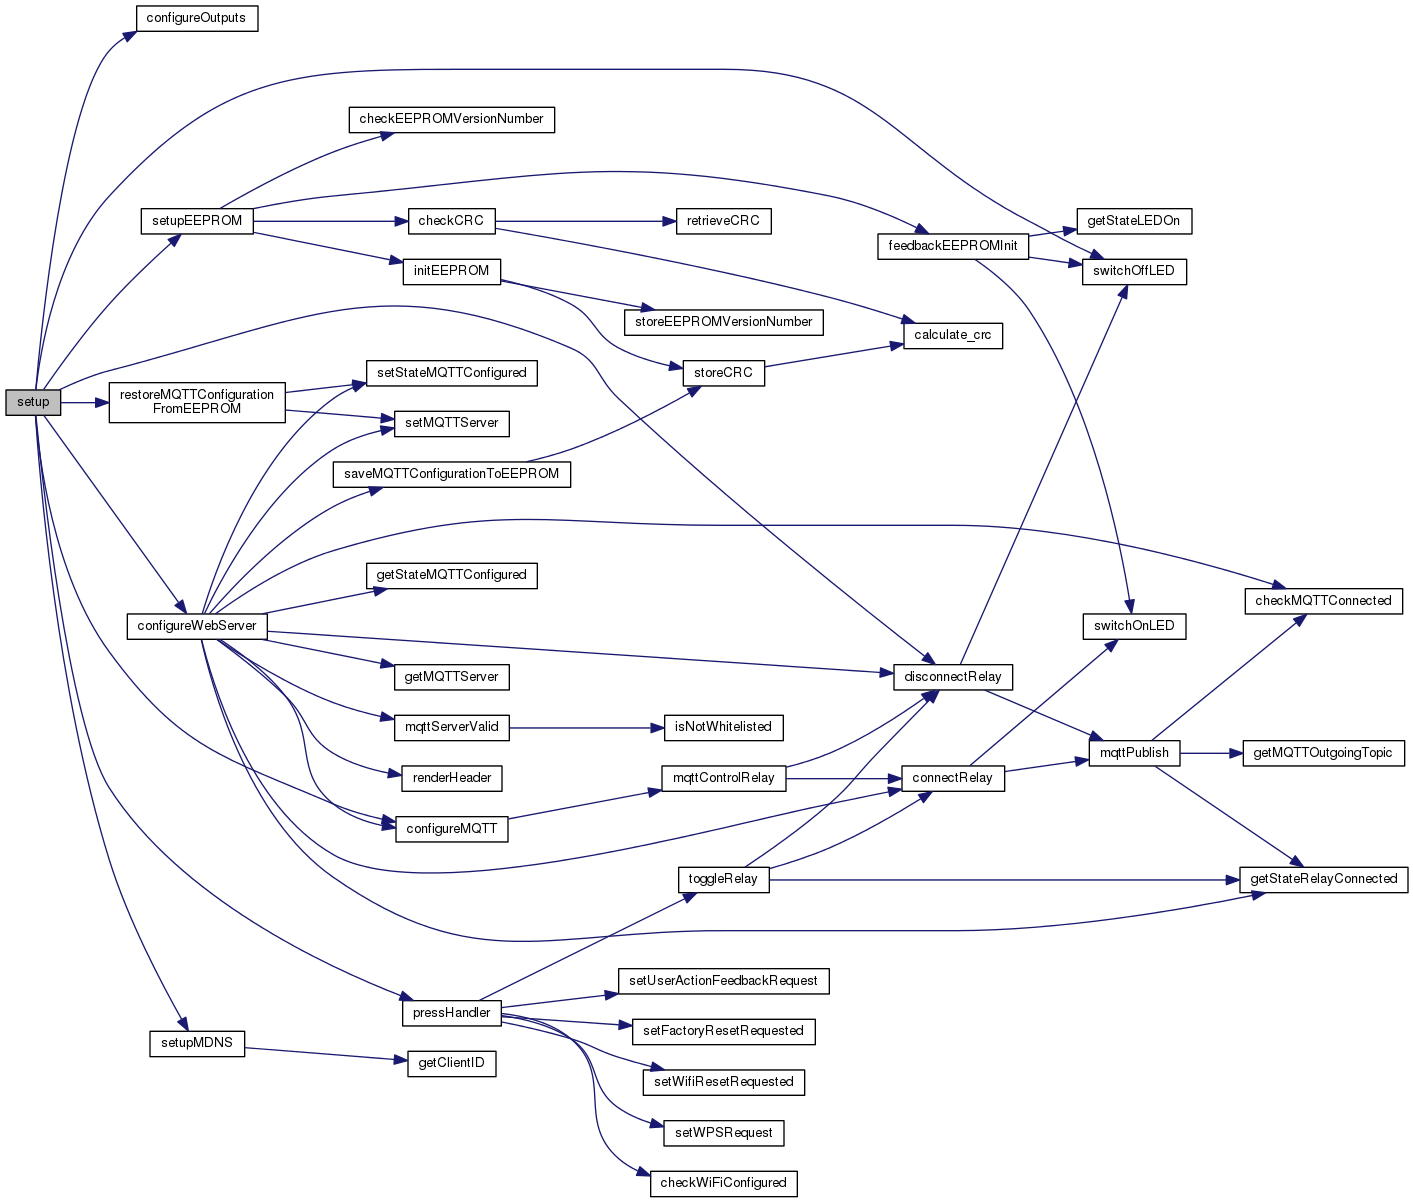 configureOutputs
checkEEPROMVersionNumber
setupEEPROM
checkCRC
retrieveCRC
getStateLEDOn
feedbackEEPROMInit
initEEPROM
switchOffLED
storeEEPROMVersionNumber
calculate_crc
setStateMQTTConfigured
storeCRC
setup
restoreMQTTConfiguration
FromEEPROM
setMQTTServer
saveMQTTConfigurationToEEPROM
getStateMQTTConfigured
checkMQTTConnected
configureWebServer
switchOnLED
getMQTTServer
disconnectRelay
mqttServerValid
isNotWhitelisted
mqttPublish
getMQTTOutgoingTopic
renderHeader
mqttControlRelay
connectRelay
configureMQTT
toggleRelay
getStateRelayConnected
setUserActionFeedbackRequest
pressHandler
setFactoryResetRequested
setupMDNS
getClientID
setWifiResetRequested
setWPSRequest
checkWiFiConfigured